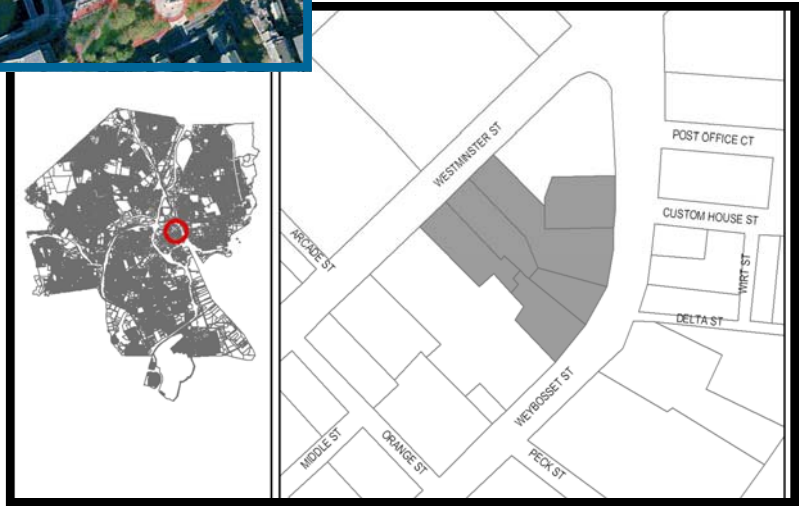 WESTMINSTER ST
POST OFFICE CT
CUSTOM HOUSE ST
ARCADE ST
WIRT ST
DELTA ST
WEYBOSSET ST
MIDDLE ST
ORANGE ST
PECK ST